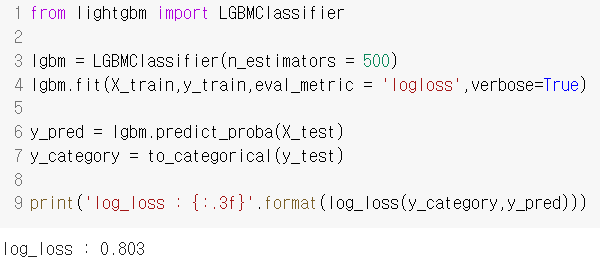 1 from lightgbm import LGBMClassifier
2
3 lgbm = LGBMClassifier(n_estimators = 500)
4 lgbm.fit(X_train,y_train,eval_metric = 'logloss',verbose=True)
5
6 y_pred = lgbm.predict_proba(X_test)
7 y_category = to_categorical(y_test)
8
9 print('log_loss : {:.3f}'.format(log_loss(y_category,y_pred)))
log_loss : 0.803